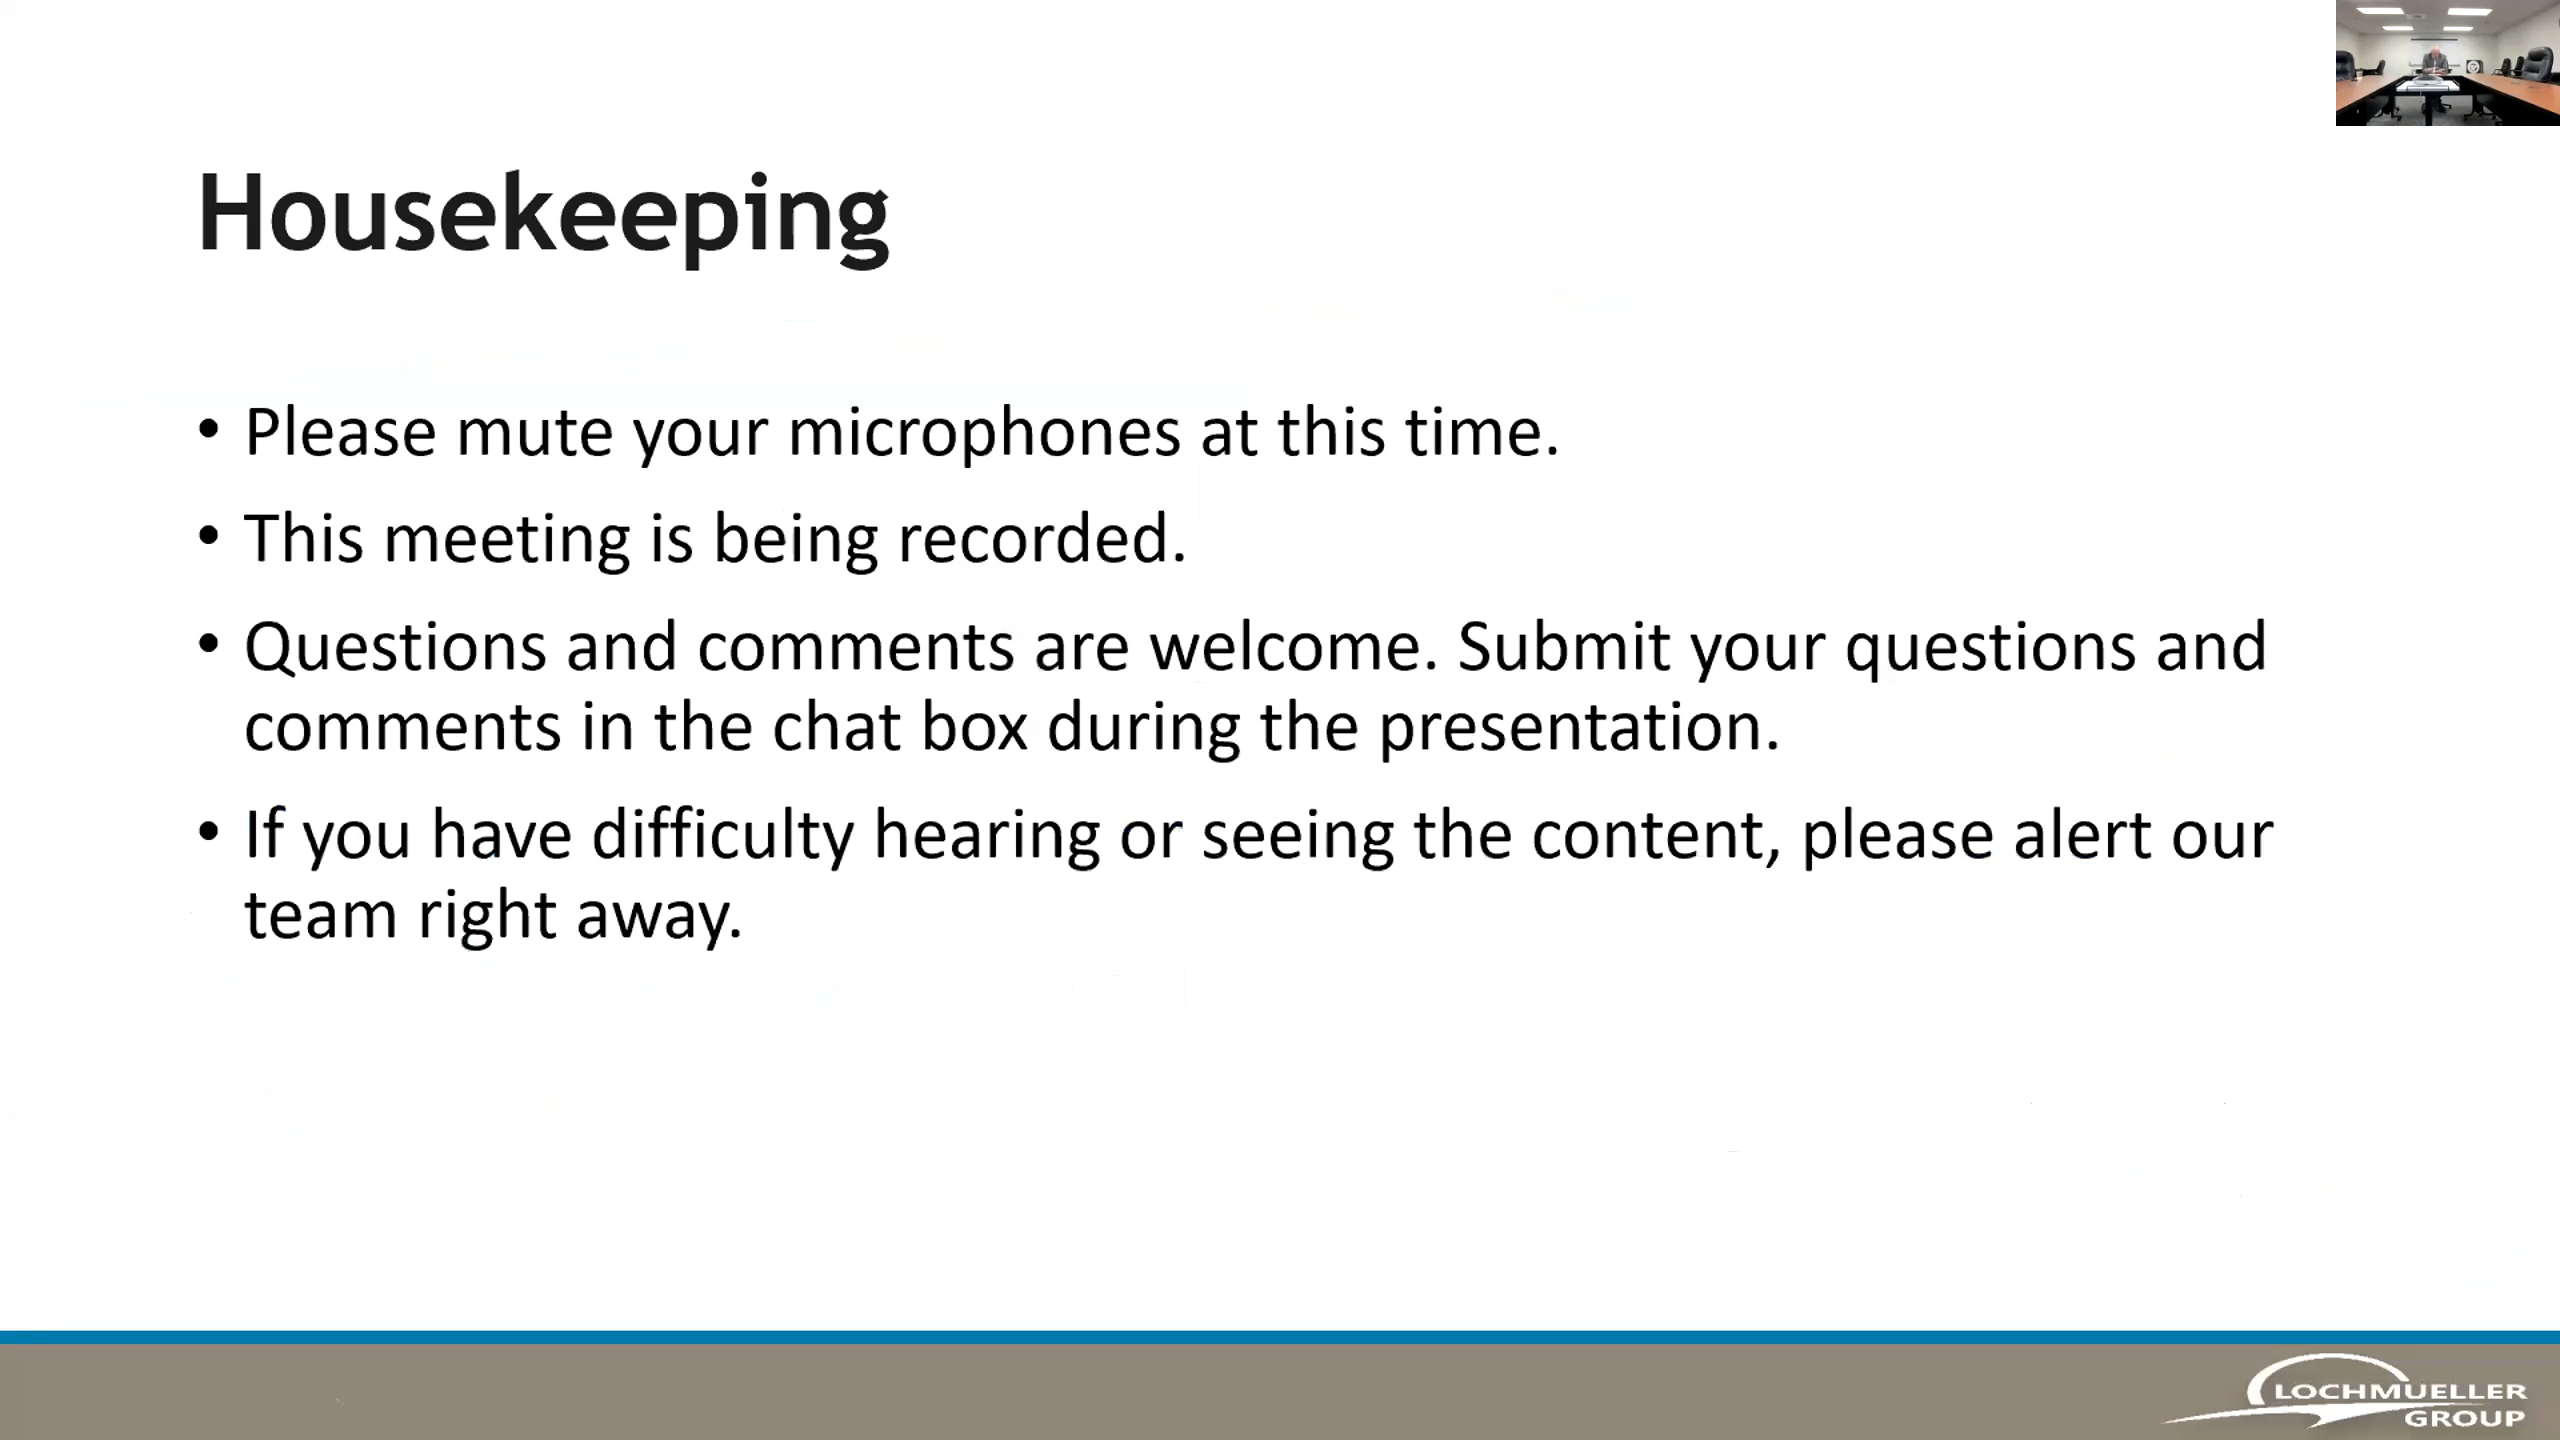 Housekeeping
• Please mute your microphones at this time.
• This meeting is being recorded.
• Questions and comments are welcome. Submit your questions and
comments in the chat box during the presentation.
• If you have difficulty hearing or seeing the content, please alert our
team right away.
LOCHMUELLER
GROUP